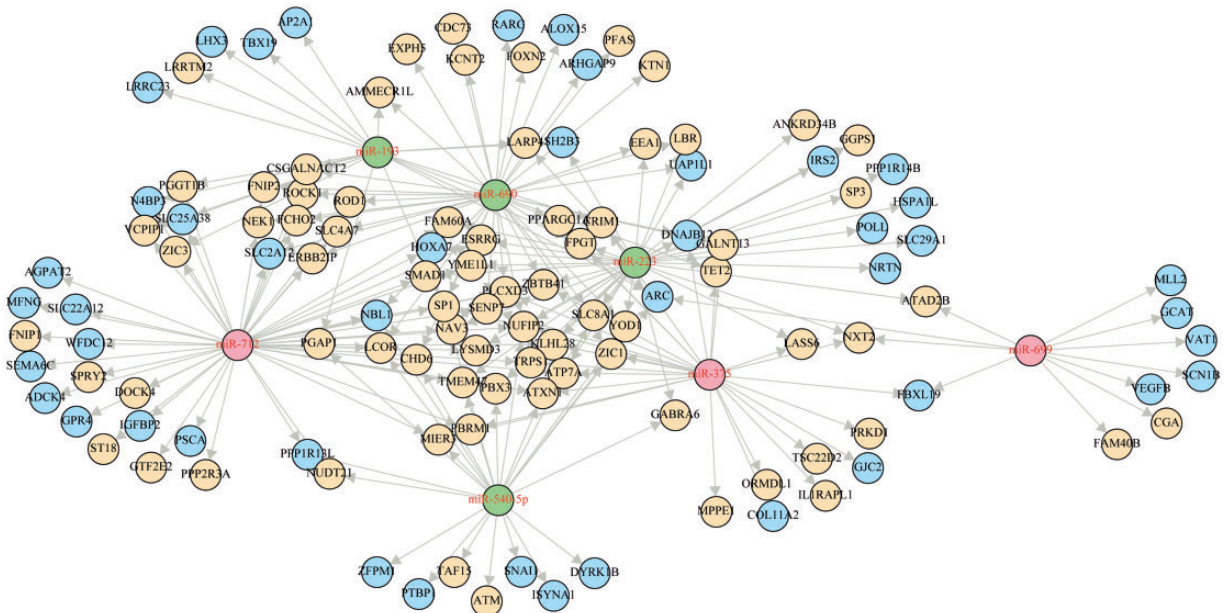 AP2A1
CDC73
RARG
ALOX15
PFAS
LHX3
TBX19
EXPH5
KCNT2
FOXN2
ARHGAP9
KTN1
LRRTM2
LRRC23
AMMECR1L
miR-193
LARP4
SH2B3
EEA1
LBR
UAP1L1
ANKRD34B
GGPS1
IRS2
PPP1R14B
SP3
HSPA1L
POLL
SLC29A1
NRTN
CSGALNACT2
PGGT1B
FNIP2
ROCK1
ROD1
N4BP3
SLC25A38
VCPIP1
NEK1
FCHO2
SLC4A7
ZIC3
SLC2A12
ERBB2IP
miR-690
FAM60A
PPARGC1A
TRIM1
FPGT
DNAJB12
GALNT13
TET2
HOXA7
ESRRG
YME1L1
SMAD1
miR-223
AGPAT2
MFNG
SLC22A12
FNIP1
WFDC12
SEMA6C
SPRY2
ADCK4
DOCK4
GPR4
IGFBP2
ST18
PSCA
GTF2E2
PPP2R3A
miR-712
PLCXD3
ZBTB41
ARC
SP1
SENP7
NBL1
NAV3
NUFIP2
SLC8A1
YOD1
PGAP1
LCOR
CHD6
LYSMD3
KLHL28
ZIC1
TRPS1
ATP7A
TMEM47
PBX3
ATXN1
MIER3
PBRM1
GABRA6
miR-375
ATAD2B
LASS6
NXT2
FBXL19
miR-699
MLL2
GCAT
VAT1
SCN1B
VEGFB
CGA
FAM40B
PRKD1
TSC22D2
GJC2
ORMDL1
IL1RAPL1
MPPE1
COL11A2
PPP1R13L
NUDT21
miR-540-5p
ZFPM1
TAF15
SNAI1
DYRK1B
PTBP1
ATM
ISYNA1